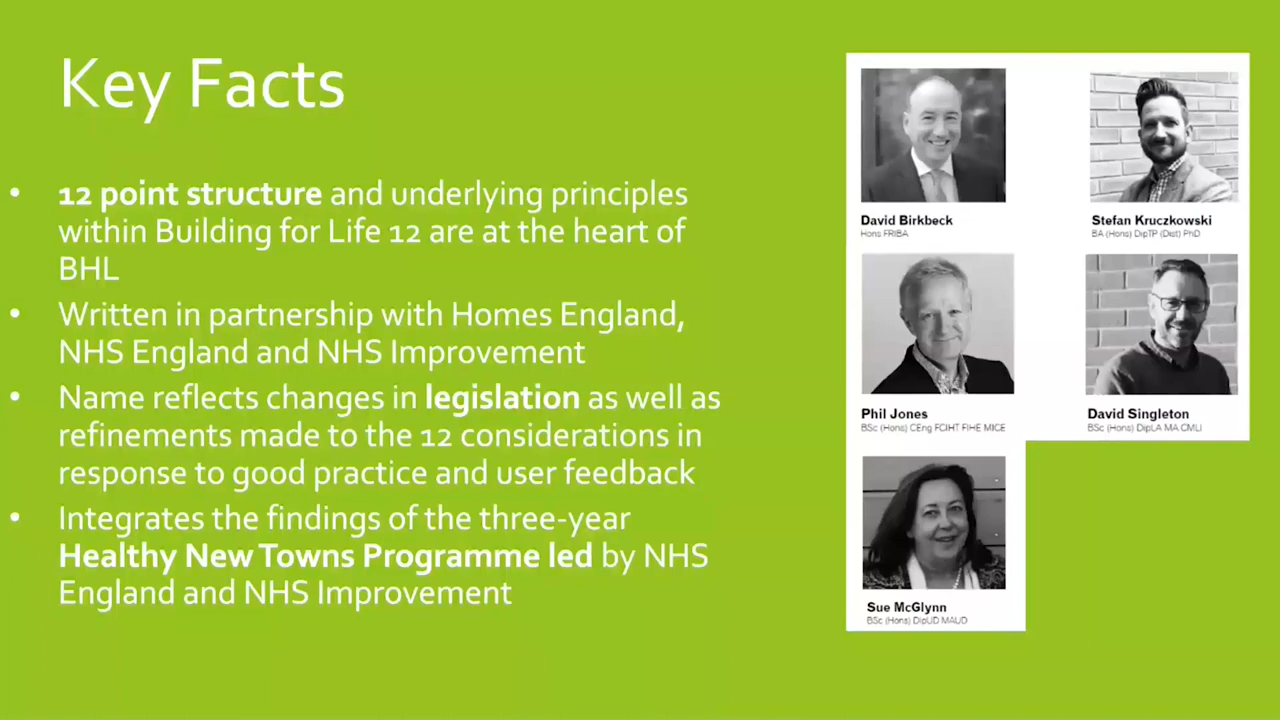 Key Facts
• 12 point structure and underlying principles
within Building for Life 12 are at the heart of
BHL
• Written in partnership with Homes England,
NHS England and NHS Improvement
• Name reflects changes in legislation as well as
refinements made to the 12 considerations in
response to good practice and user feedback
• Integrates the findings of the three-year
Healthy New Towns Programme led by NHS
England and NHS Improvement
David Birkbeck
Hons FRIBA
Stefan Kruczkowski
BA (Hons) DipTP (Dist) PhD
Phil Jones
BSc (Hons) CEng FCIHT FIHE MICE
David Singleton
BSc (Hons) DipLA MA CMLI
Sue McGlynn
BSc (Hons) DipUD MAUD